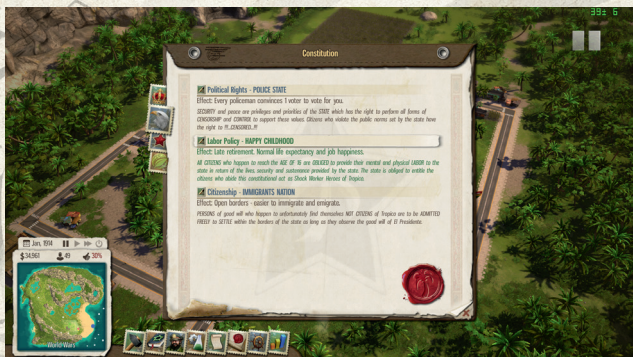 39± 6
Constitution
Political Rights - POLICE STATE
Effect: Every policeman convinces 1 voter to vote for you.
SECURITY and peace are privileges and priorities of the STATE which has the right to perform all forms of
CENSORSHIP and CONTROL to support these values. Citizens who violate the public norms set by the state have
the right to !!!...CENSORED...!!!
Labor Policy - HAPPY CHILDHOOD
Effect: Late retirement. Normal life expectancy and job happiness.
All CITIZENS who happen to reach the AGE OF 16 are OBLIGED to provide their mental and physical LABOR to the
state in return of the lives, security and sustenance provided by the state. The state is obliged to entitle the
citizens who abide this constitutional act as Shock Worker Heroes of Tropico.
Citizenship - IMMIGRANTS NATION
Effect: Open borders - easier to immigrate and emigrate.
PERSONS of good will who happen to unfortunately find themselves NOT CITIZENS of Tropico are to be ADMITTED
FREELY to SETTLE within the borders of the state as long as they observe the good will of El Presidente.
Jan, 1914
$34,961 49 30%
World Wars